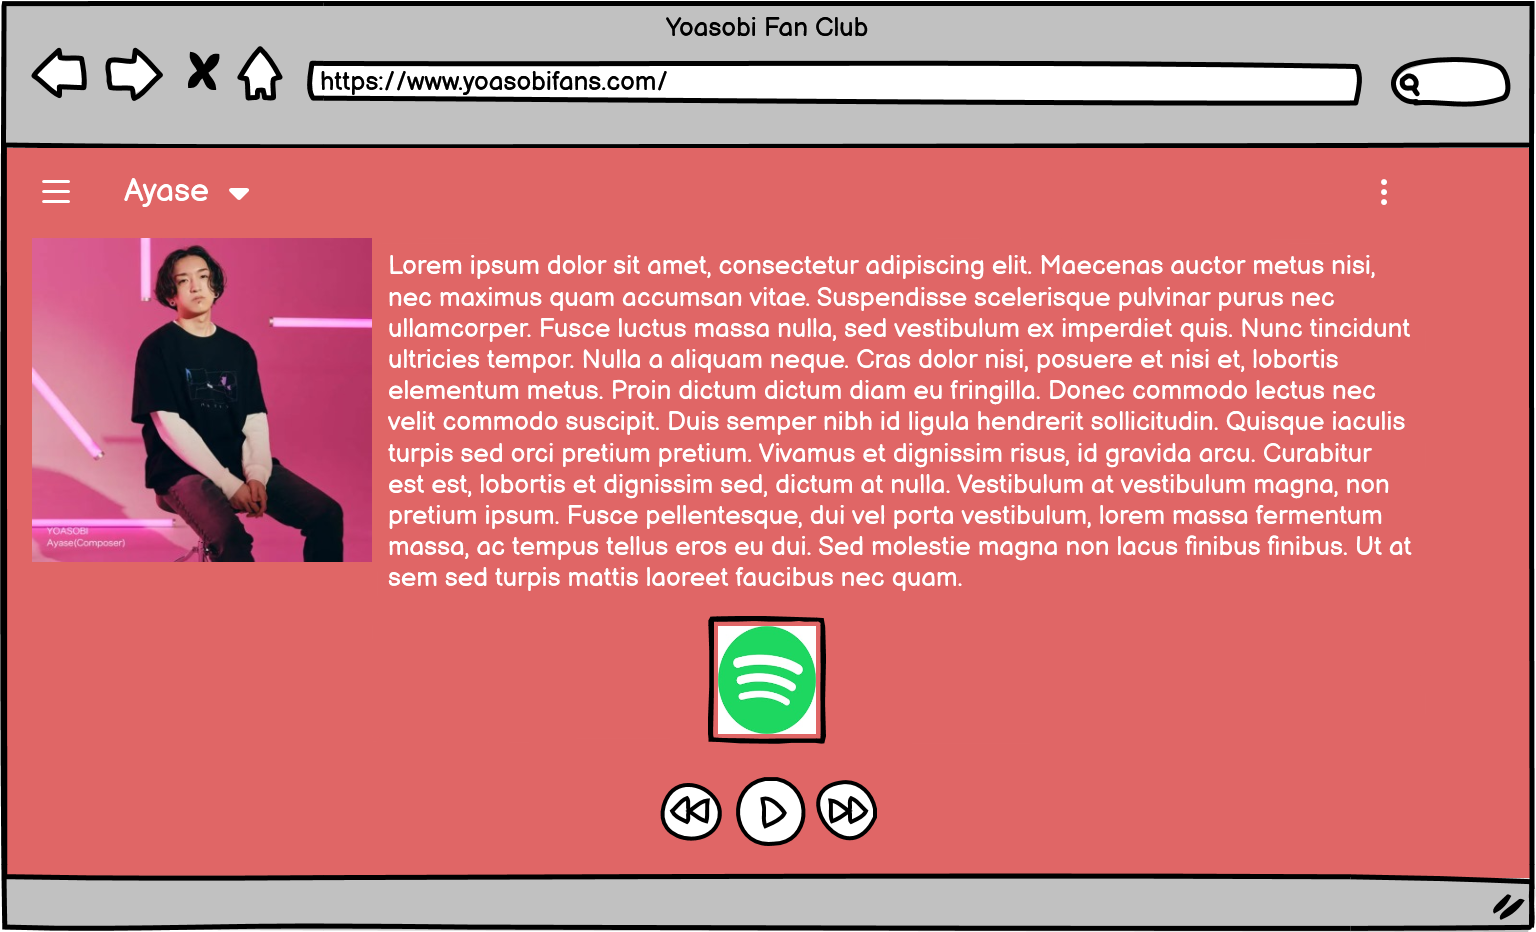 Yoasobi Fan Club
https://www.yoasobifans.com/
Ayase
Lorem ipsum dolor sit amet, consectetur adipiscing elit. Maecenas auctor metus nisi,
nec maximus quam accumsan vitae. Suspendisse scelerisque pulvinar purus nec
ullamcorper. Fusce luctus massa nulla, sed vestibulum ex imperdiet quis. Nunc tincidunt
ultricies tempor. Nulla a aliquam neque. Cras dolor nisi, posuere et nisi et, lobortis
elementum metus. Proin dictum dictum diam eu fringilla. Donec commodo lectus nec
velit commodo suscipit. Duis semper nibh id ligula hendrerit sollicitudin. Quisque iaculis
turpis sed orci pretium pretium. Vivamus et dignissim risus, id gravida arcu. Curabitur
est est, lobortis et dignissim sed, dictum at nulla. Vestibulum at vestibulum magna, non
pretium ipsum. Fusce pellentesque, dui vel porta vestibulum, lorem massa fermentum
massa, ac tempus tellus eros eu dui. Sed molestie magna non lacus finibus finibus. Ut at
sem sed turpis mattis laoreet faucibus nec quam.
YOASOBI
Ayase(Composer)